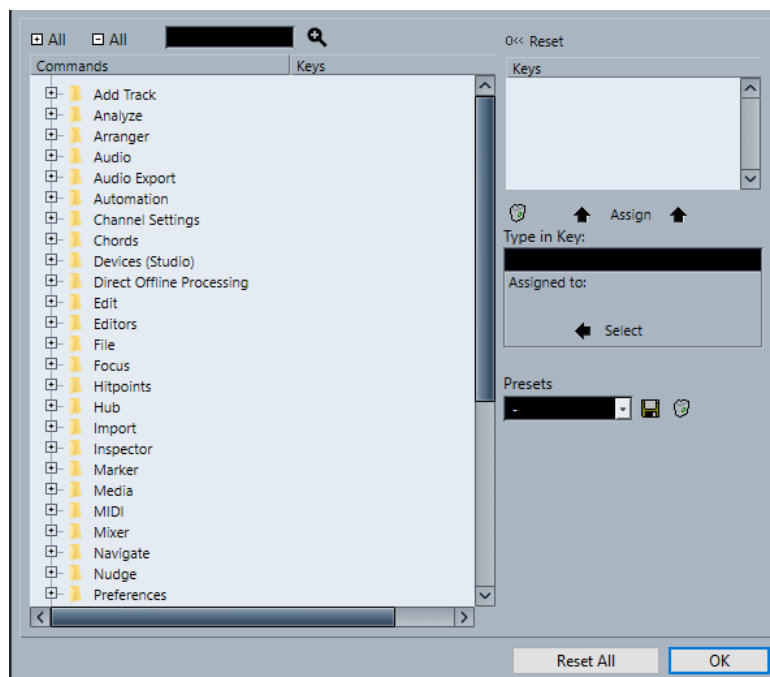 All All
0<< Reset
Commands Keys
Keys
Add Track
Analyze
Arranger
Audio
Audio Export
Automation
Channel Settings
Chords
Devices (Studio)
Direct Offline Processing
Edit
Editors
File
Focus
Hitpoints
Hub
Import
Inspector
Marker
Media
MIDI
Mixer
Navigate
Nudge
Preferences
Assign
Type in Key:
Assigned to:
Select
Presets
-
Reset All OK